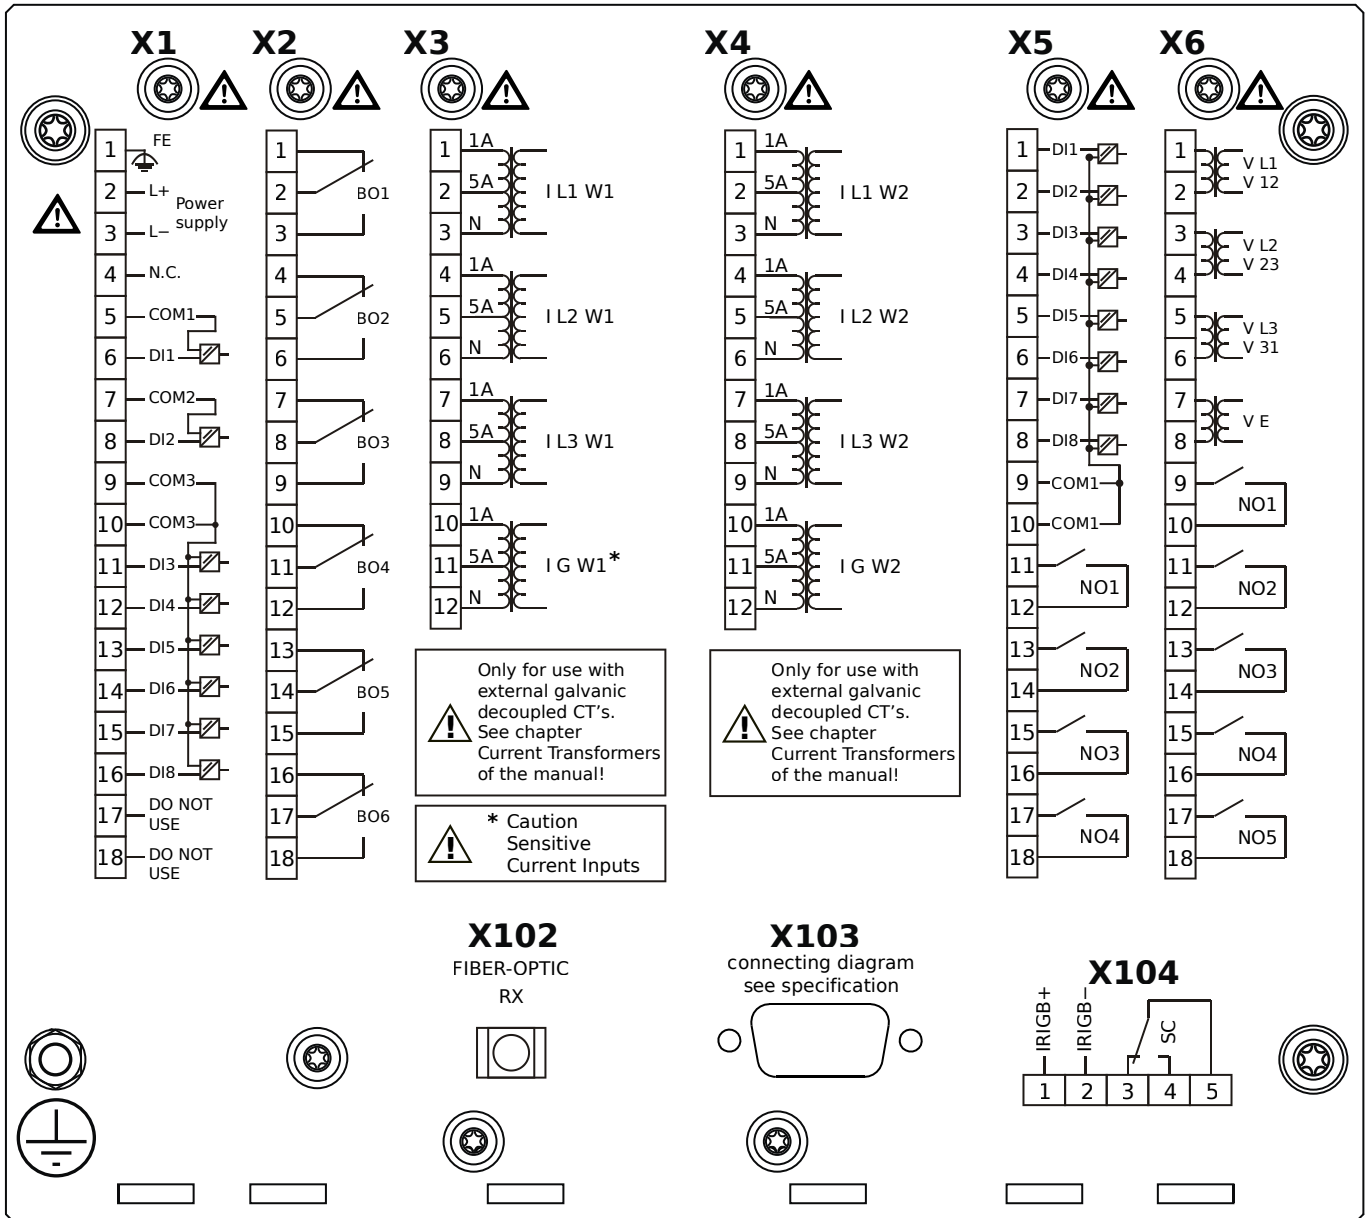 X1
X2
X3
X4
X5
X6
1 FE
2 L+
Power
supply
3 L−
4 N.C.
5 COM1
6 DI1
7 COM2
8 DI2
9 COM3
10 COM3
11 DI3
12 DI4
13 DI5
14 DI6
15 DI7
16 DI8
17 DO NOT
USE
18 DO NOT
USE
1
2 BO1
3
4
5 BO2
6
7
8 BO3
9
10
11 BO4
12
13
14 BO5
15
16
17 BO6
18
1 1A
2 5A I L1 W1
3 N
4 1A
5 5A I L2 W1
6 N
7 1A
8 5A I L3 W1
9 N
10 1A
11 5A I G W1*
12 N
Only for use with
external galvanic
decoupled CT's.
See chapter
Current Transformers
of the manual!
* Caution
Sensitive
Current Inputs
1 1A
2 5A I L1 W2
3 N
4 1A
5 5A I L2 W2
6 N
7 1A
8 5A I L3 W2
9 N
10 1A
11 5A I G W2
12 N
Only for use with
external galvanic
decoupled CT's.
See chapter
Current Transformers
of the manual!
1 DI1
2 DI2
3 DI3
4 DI4
5 DI5
6 DI6
7 DI7
8 DI8
9 COM1
10 COM1
11
NO1
12
13
NO2
14
15
NO3
16
17
NO4
18
1
V L1
2 V 12
3
V L2
4 V 23
5
V L3
6 V 31
7
V E
8
9
NO1
10
11
NO2
12
13
NO3
14
15
NO4
16
17
NO5
18
X102
FIBER-OPTIC
RX
X103
connecting diagram
see specification
X104
IRIGB+
IRIGB−
SC
1 2 3 4 5